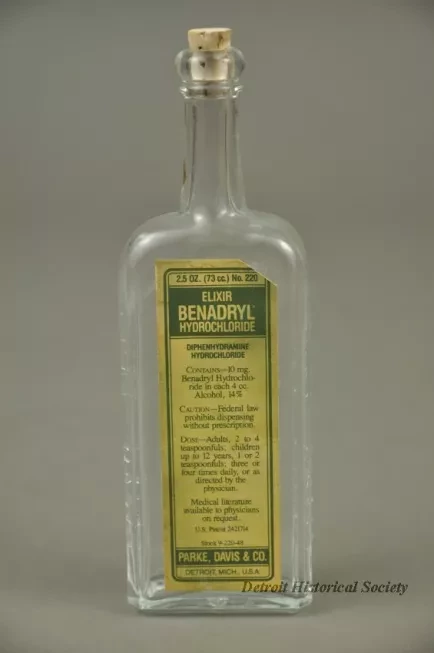 2.5 OZ. (73 cc.) No. 220
ELIXIR
BENADRYL
HYDROCHLORIDE
DIPHENHYDRAMINE
HYDROCHLORIDE
CONTAINS—10 mg.
Benadryl Hydrochlo-
ride in each 4 cc.
Alcohol, 14%
CAUTION—Federal law
prohibits dispensing
without prescription.
DOSE—Adults, 2 to 4
teaspoonfuls; children
up to 12 years, 1 or 2
teaspoonfuls; three or
four times daily, or as
directed by the
physician.
Medical literature
available to physicians
on request.
U.S. Patent
PARKE, DAVIS & CO.
DETROIT, MICH., U.S.A.
Detroit Historical Society